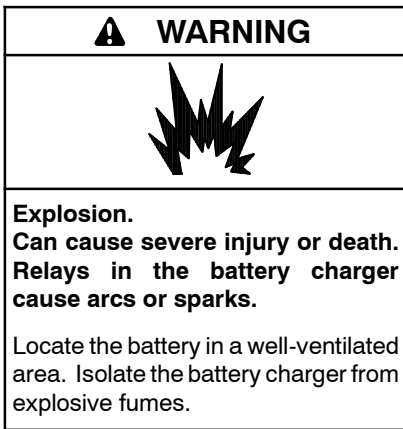 WARNING
Explosion.
Can cause severe injury or death.
Relays in the battery charger
cause arcs or sparks.
Locate the battery in a well-ventilated
area. Isolate the battery charger from
explosive fumes.